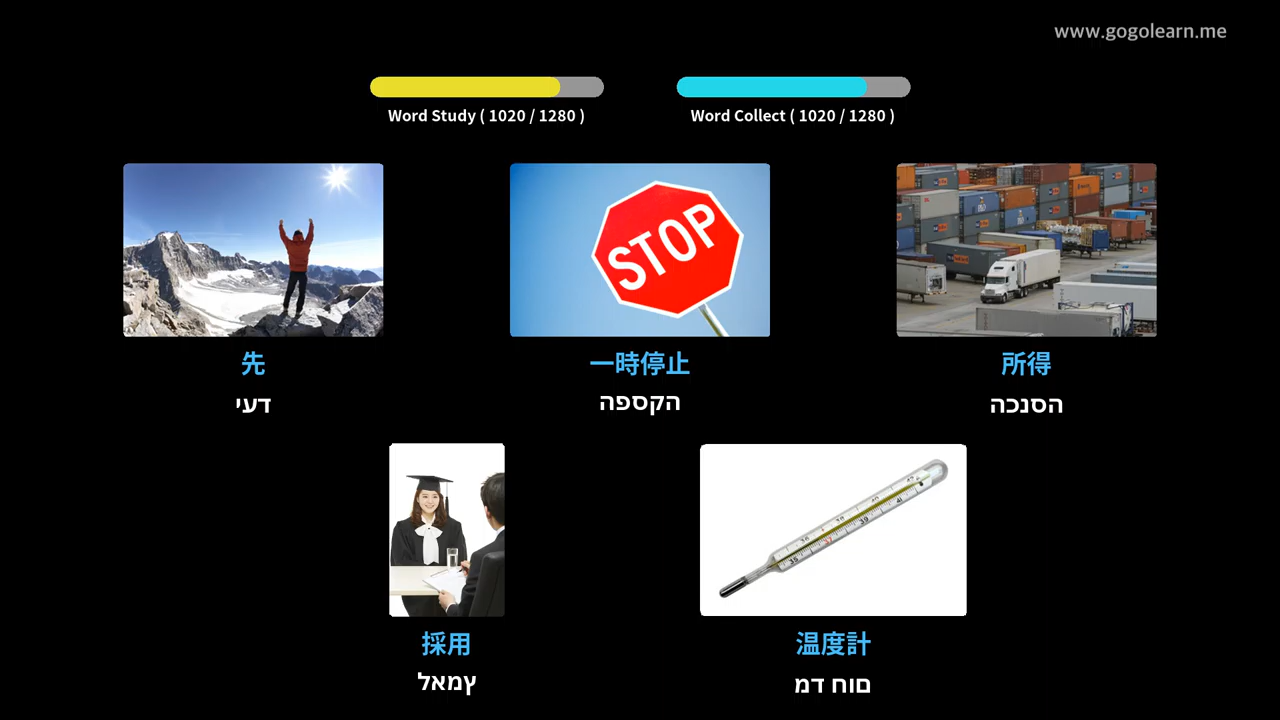 www.gogolearn.me
Word Study ( 1020 / 1280 )
Word Collect ( 1020 / 1280 )
STOP
先
一時停止
所得
דעי
הקספה
הסנכה
採用
温度計
ץמאל
םוח דמ